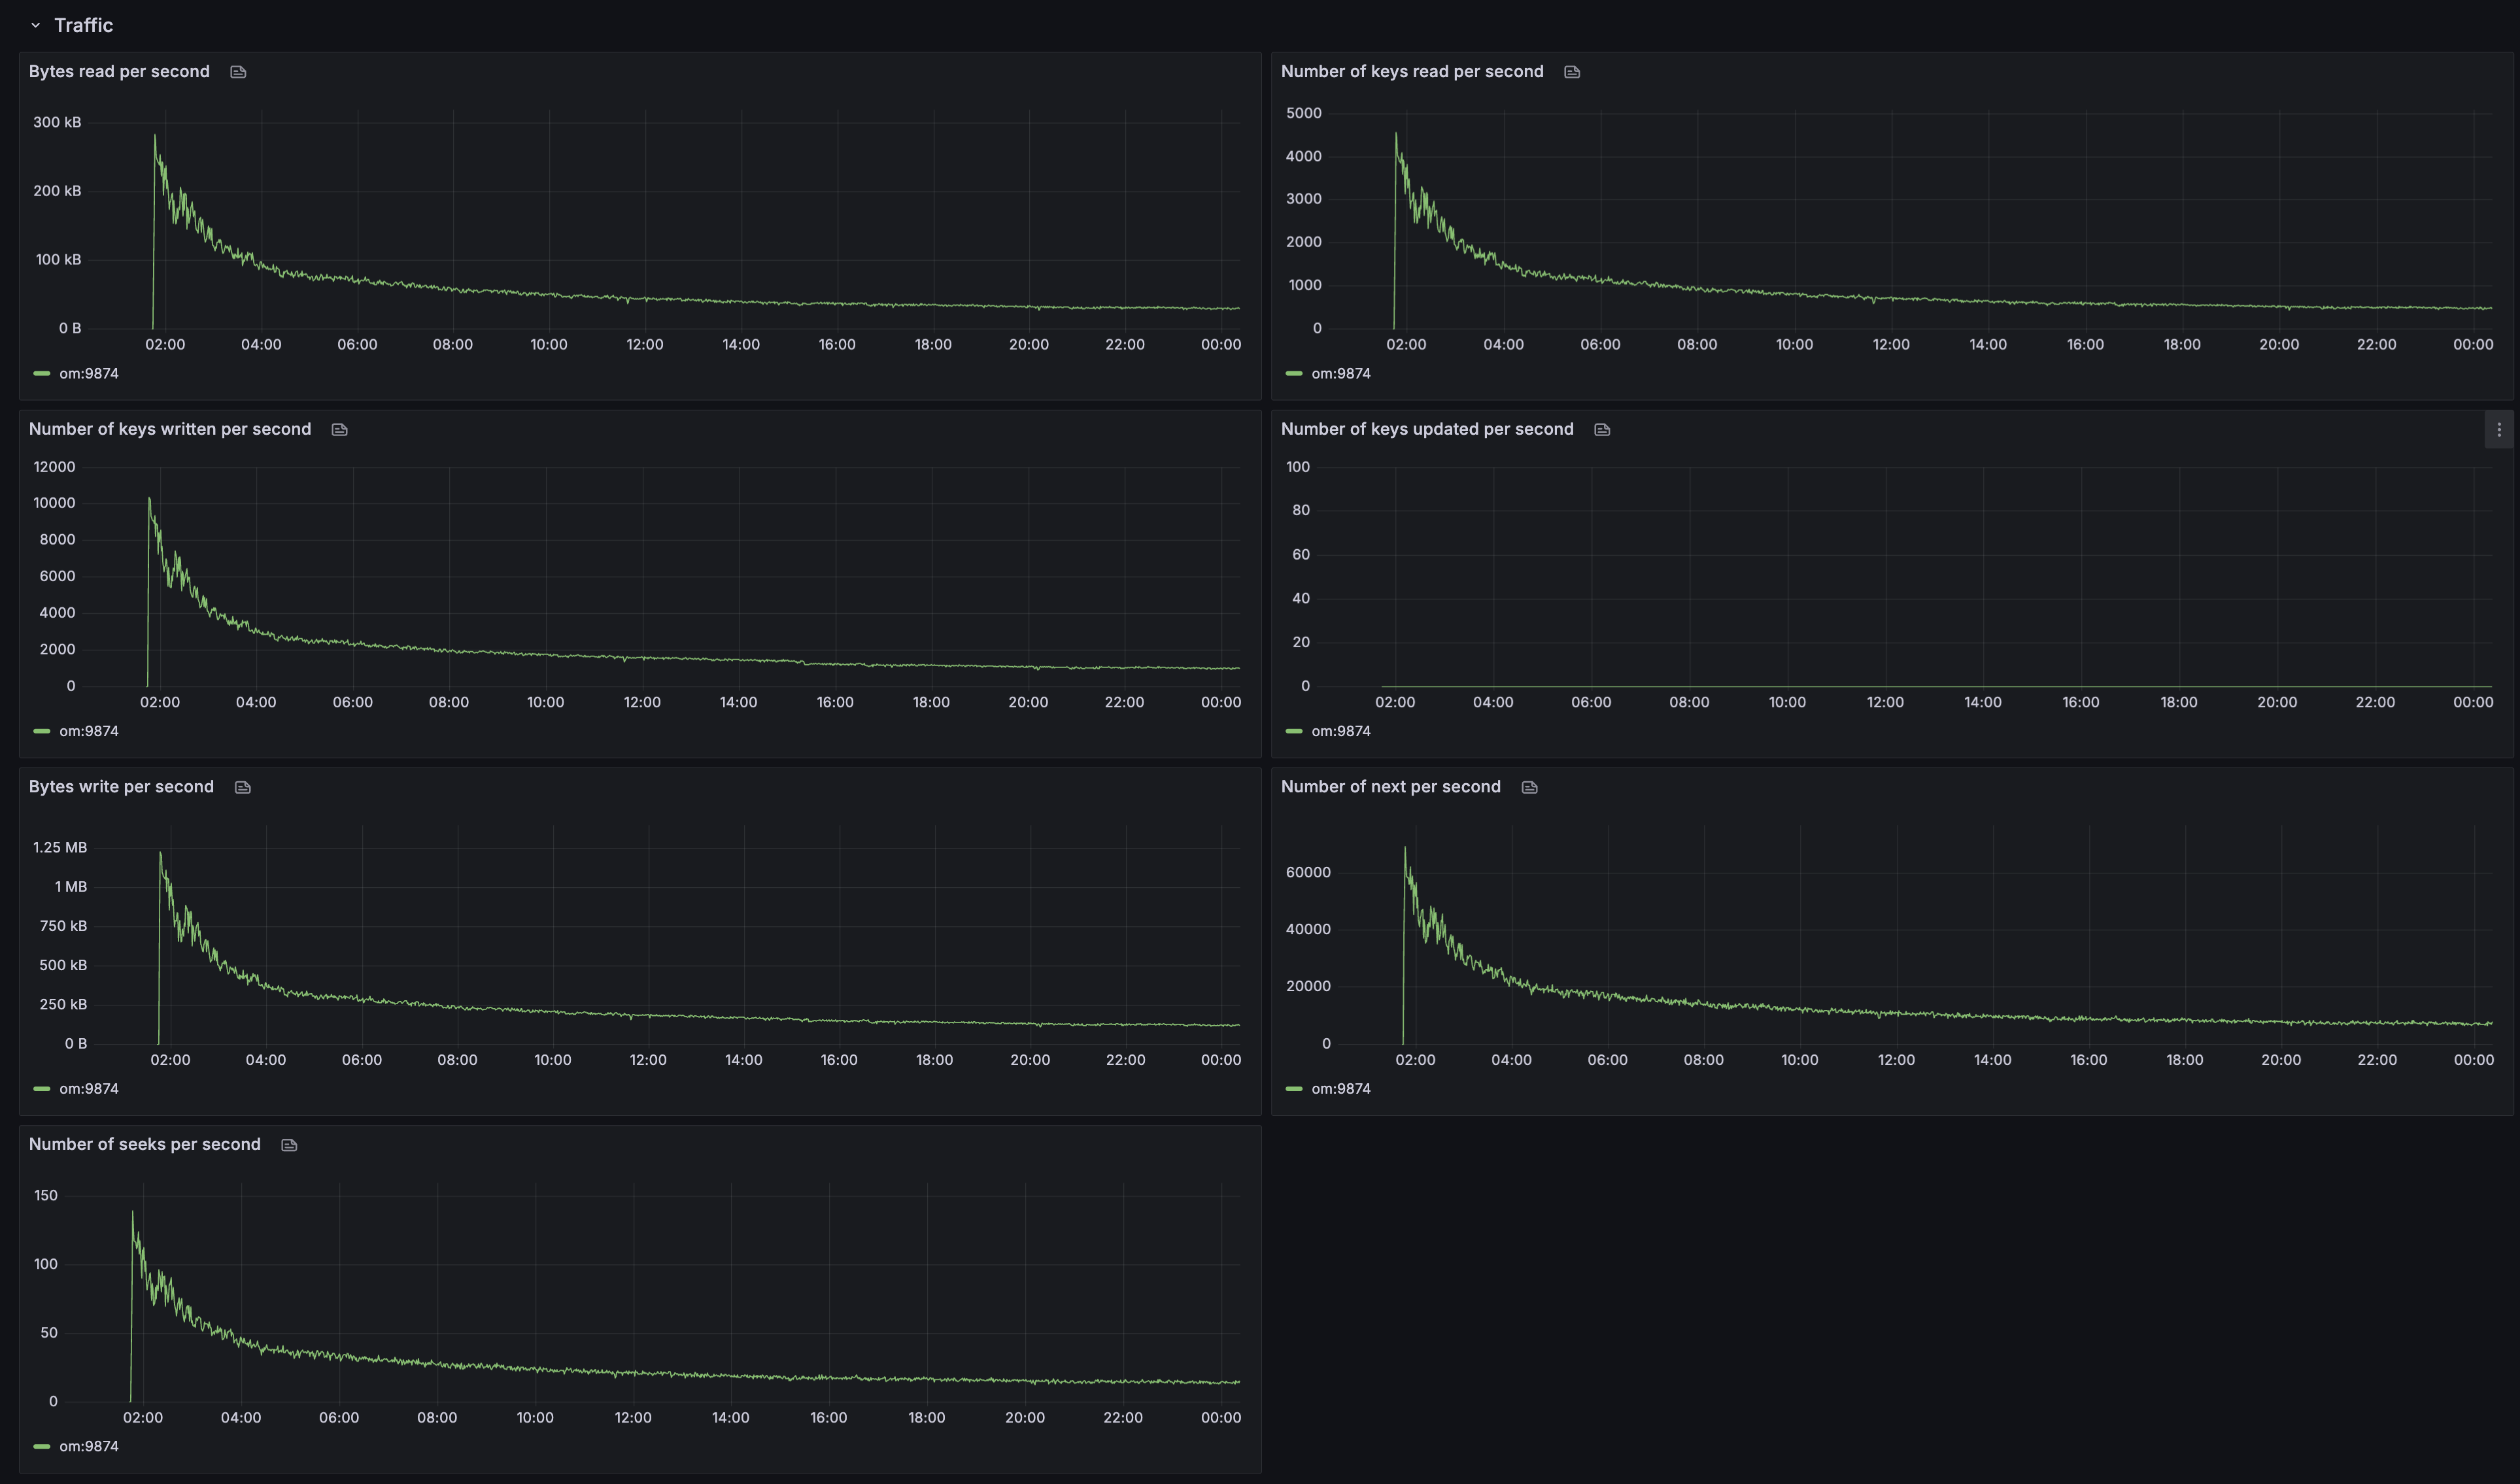 Traffic
Bytes read per second
300 kB
200 kB
100 kB
0 B
02:00 04:00 06:00 08:00 10:00 12:00 14:00 16:00 18:00 20:00 22:00 00:00
om:9874
Number of keys read per second
5000
4000
3000
2000
1000
0
02:00 04:00 06:00 08:00 10:00 12:00 14:00 16:00 18:00 20:00 22:00 00:00
om:9874
Number of keys written per second
12000
10000
8000
6000
4000
2000
0
02:00 04:00 06:00 08:00 10:00 12:00 14:00 16:00 18:00 20:00 22:00 00:00
om:9874
Number of keys updated per second
100
80
60
40
20
0
02:00 04:00 06:00 08:00 10:00 12:00 14:00 16:00 18:00 20:00 22:00 00:00
om:9874
Bytes write per second
1.25 MB
1 MB
750 kB
500 kB
250 kB
0 B
02:00 04:00 06:00 08:00 10:00 12:00 14:00 16:00 18:00 20:00 22:00 00:00
om:9874
Number of next per second
60000
40000
20000
0
02:00 04:00 06:00 08:00 10:00 12:00 14:00 16:00 18:00 20:00 22:00 00:00
om:9874
Number of seeks per second
150
100
50
0
02:00 04:00 06:00 08:00 10:00 12:00 14:00 16:00 18:00 20:00 22:00 00:00
om:9874